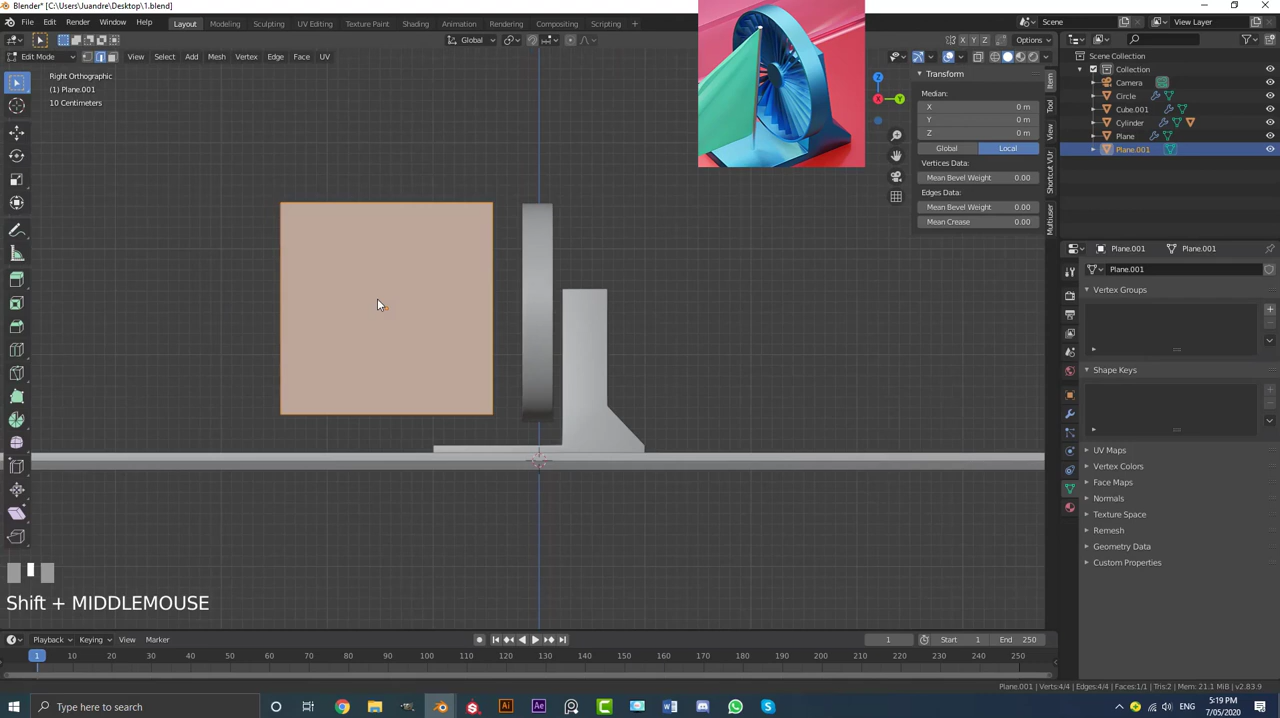 Blender* [C:\Users\Juandre\Desktop\1.blend]
File Edit Render Window Help Layout Modeling Sculpting UV Editing Texture Paint Shading Animation Rendering Compositing Scripting + Scene View Layer
Global Options
Edit Mode View Select Add Mesh Vertex Edge Face UV
X Y Z
Right Orthographic
(1) Plane.001
10 Centimeters
Transform
Median:
X 0 m
Y 0 m
Z 0 m
Global Local
Vertices Data:
Mean Bevel Weight 0.00
Edges Data:
Mean Bevel Weight 0.00
Mean Crease 0.00
Item
Tool
View
Shortcut VUr
Multiuser
Z
X
Y
Scene Collection
Collection
Camera
Circle
Cube.001
Cylinder
Plane
Plane.001
Plane.001 Plane.001
Plane.001
Vertex Groups
Shape Keys
UV Maps
Vertex Colors
Face Maps
Normals
Texture Space
Remesh
Geometry Data
Custom Properties
Shift + MIDDLEMOUSE
Playback Keying View Marker 1 Start 1 End 250
1 10 20 30 40 50 60 70 80 90 100 110 120 130 140 150 160 170 180 190 200 210 220 230 240 250
Plane.001 | Verts:4/4 | Edges:4/4 | Faces:1/1 | Tris:2 | Mem: 21.1 MiB | v2.83.9
Type here to search
ENG
5:19 PM
7/05/2020